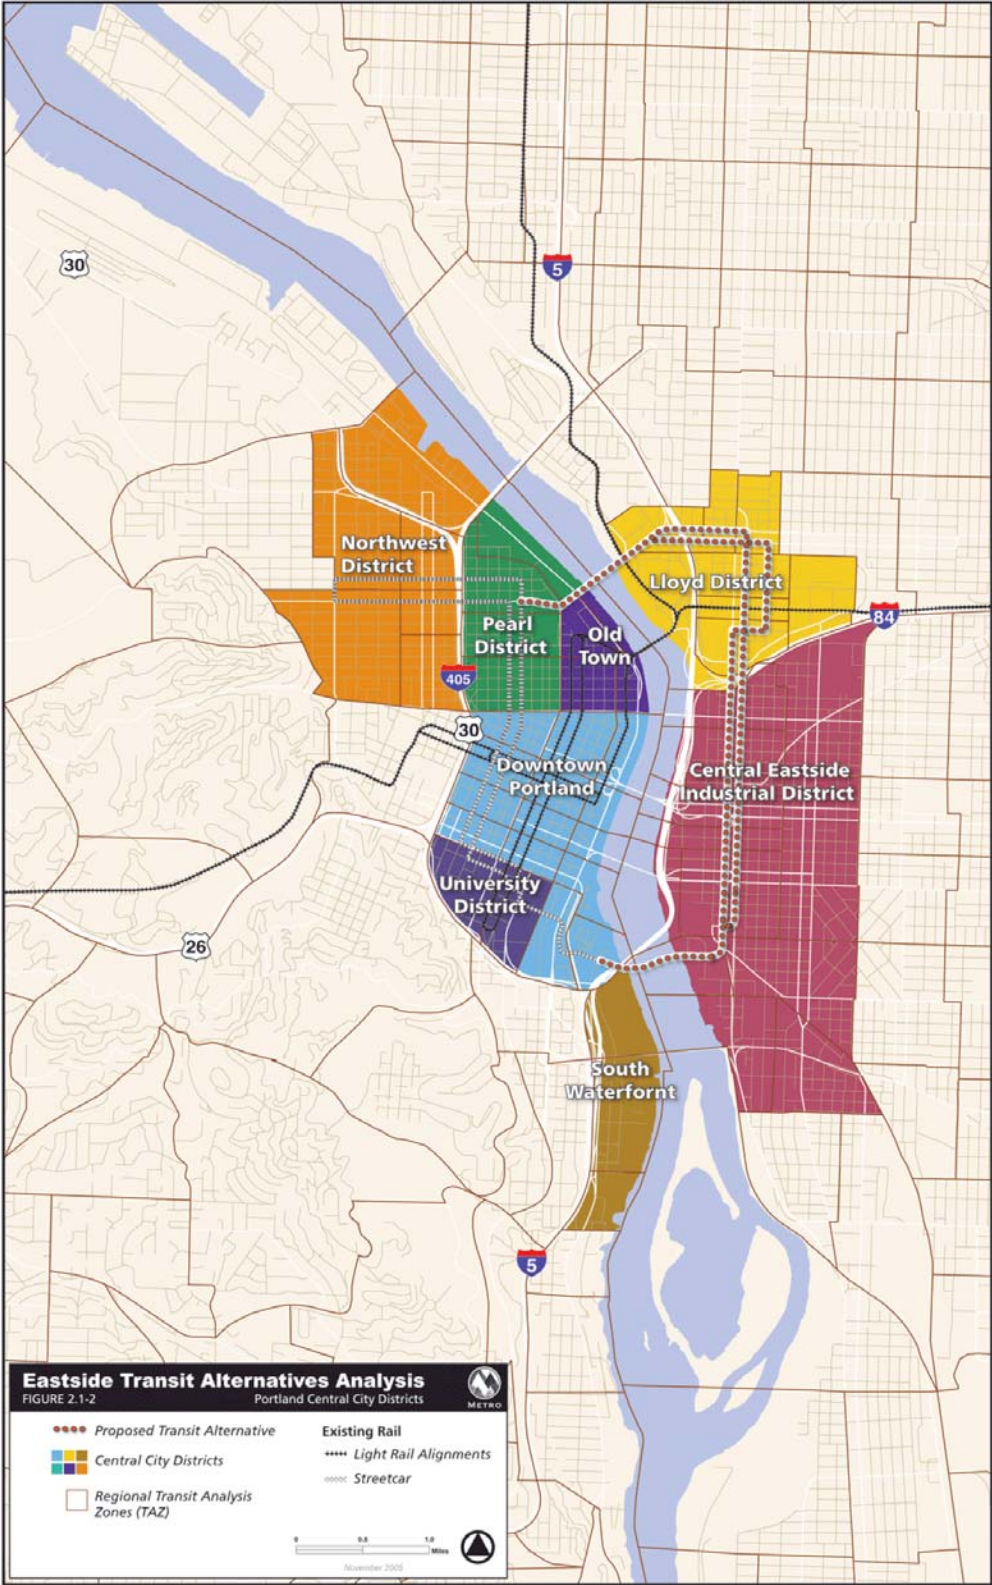 30
5
Northwest
District
Lloyd District
84
Pearl
District
Old
Town
405
30
Downtown
Portland
Central Eastside
Industrial District
University
District
26
South
Waterfornt
5
Eastside Transit Alternatives Analysis
FIGURE 2.1-2 Portland Central City Districts
METRO
Proposed Transit Alternative
Central City Districts
Regional Transit Analysis
Zones (TAZ)
Existing Rail
Light Rail Alignments
Streetcar
0 0.5 1.0
Miles
November 2005